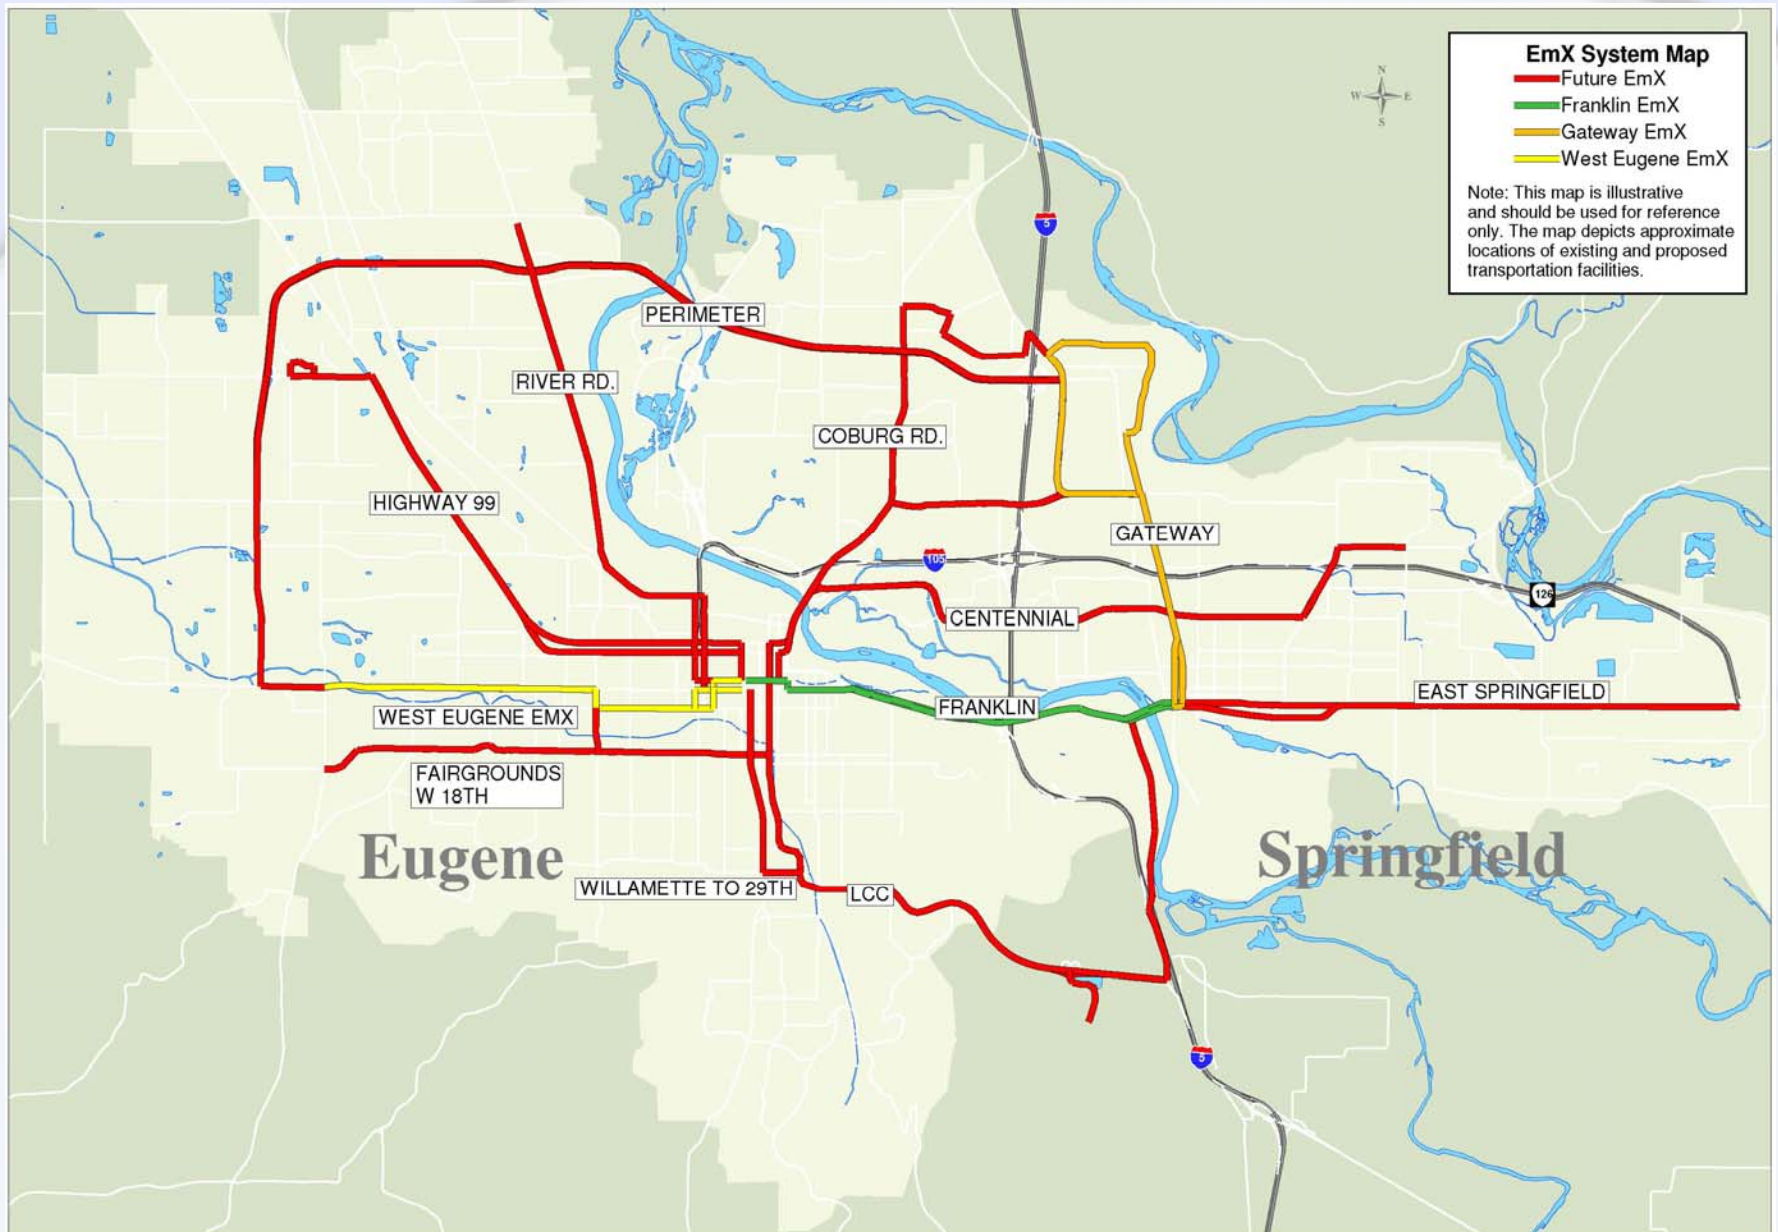 EmX System Map
Future EmX
Franklin EmX
Gateway EmX
West Eugene EmX
Note: This map is illustrative
and should be used for reference
only. The map depicts approximate
locations of existing and proposed
transportation facilities.
N
W E
S
5
PERIMETER
RIVER RD.
COBURG RD.
HIGHWAY 99
GATEWAY
105
126
CENTENNIAL
EAST SPRINGFIELD
FRANKLIN
WEST EUGENE EMX
FAIRGROUNDS
W 18TH
Eugene
Springfield
WILLAMETTE TO 29TH
LCC
5